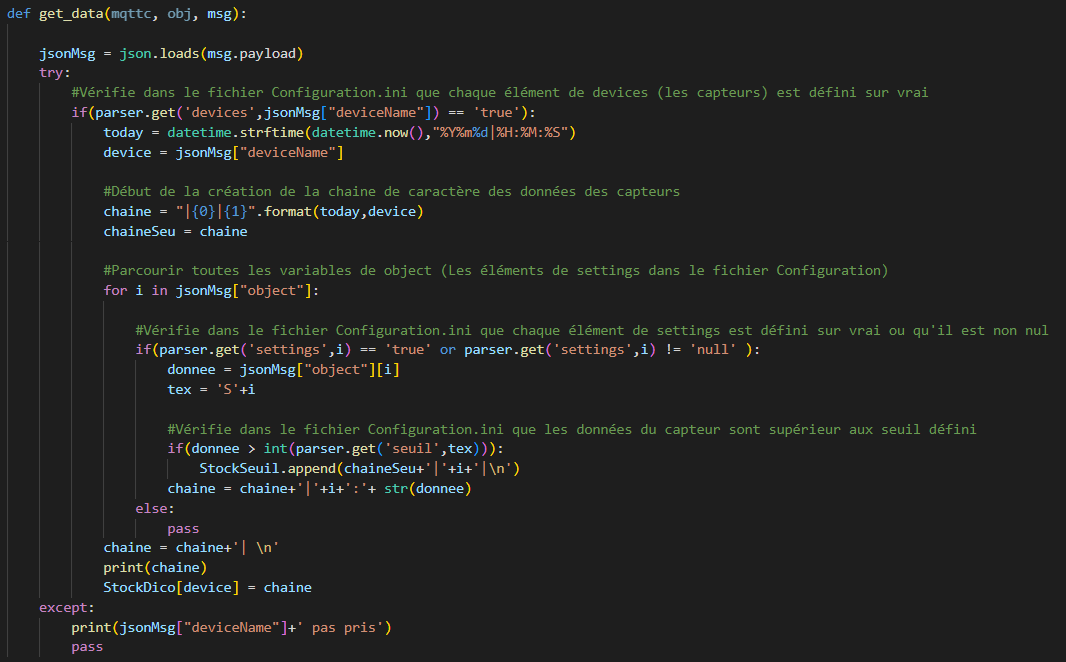 def get_data(mqttc, obj, msg):
jsonMsg = json.loads(msg.payload)
try:
#Vérifie dans le fichier Configuration.ini que chaque élément de devices (les capteurs) est défini sur vrai
if(parser.get('devices',jsonMsg["deviceName"]) == 'true'):
today = datetime.strftime(datetime.now(),"%Y%m%d|%H:%M:%S")
device = jsonMsg["deviceName"]
#Début de la création de la chaine de caractère des données des capteurs
chaine = "|{0}|{1}".format(today,device)
chaineSeu = chaine
#Parcourir toutes les variables de object (Les éléments de settings dans le fichier Configuration)
for i in jsonMsg["object"]:
#Vérifie dans le fichier Configuration.ini que chaque élément de settings est défini sur vrai ou qu'il est non nul
if(parser.get('settings',i) == 'true' or parser.get('settings',i) != 'null' ):
donnee = jsonMsg["object"][i]
tex = 'S'+i
#Vérifie dans le fichier Configuration.ini que les données du capteur sont supérieur aux seuil défini
if(donnee > int(parser.get('seuil',tex))):
StockSeuil.append(chaineSeu+'|'+i+'|\n')
chaine = chaine+'|'+i+':'+ str(donnee)
else:
pass
chaine = chaine+'| \n'
print(chaine)
StockDico[device] = chaine
except:
print(jsonMsg["deviceName"]+' pas pris')
pass